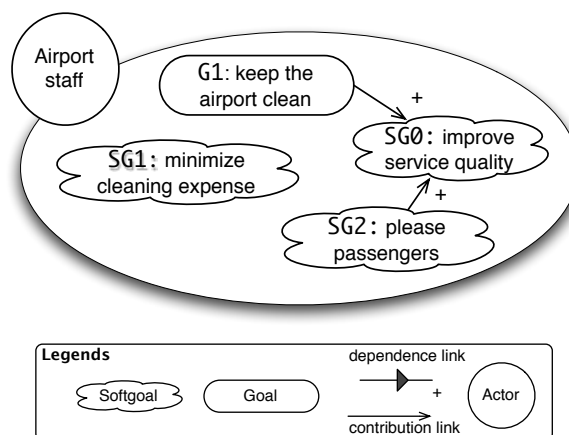 Airport
staff
G1: keep the
airport clean
+
SG0: improve
service quality
SG1: minimize
cleaning expense
+
SG2: please
passengers
Legends
Softgoal
Goal
dependence link
+
contribution link
Actor